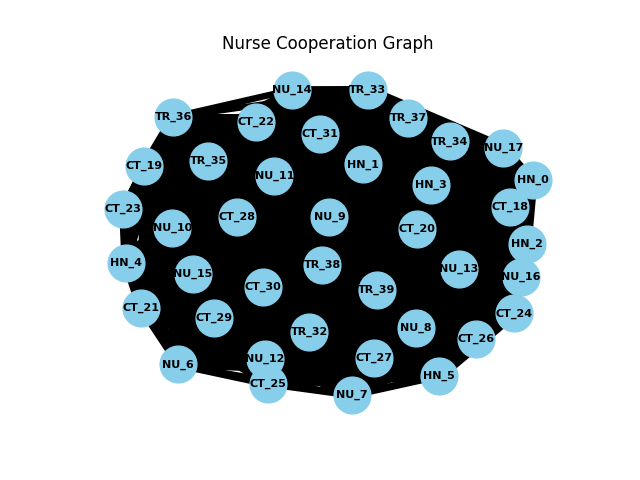 Nurse Cooperation Graph
NU_14
TR_33
TR_36
CT_22
TR_37
CT_31
TR_34
NU_17
TR_35
CT_19
HN_1
NU_11
HN_0
HN_3
CT_23
CT_18
CT_28
NU_9
NU_10
CT_20
HN_2
HN_4
TR_38
NU_13
NU_15
NU_16
CT_30
TR_39
CT_21
CT_24
CT_29
NU_8
TR_32
CT_26
NU_12
CT_27
NU_6
HN_5
CT_25
NU_7